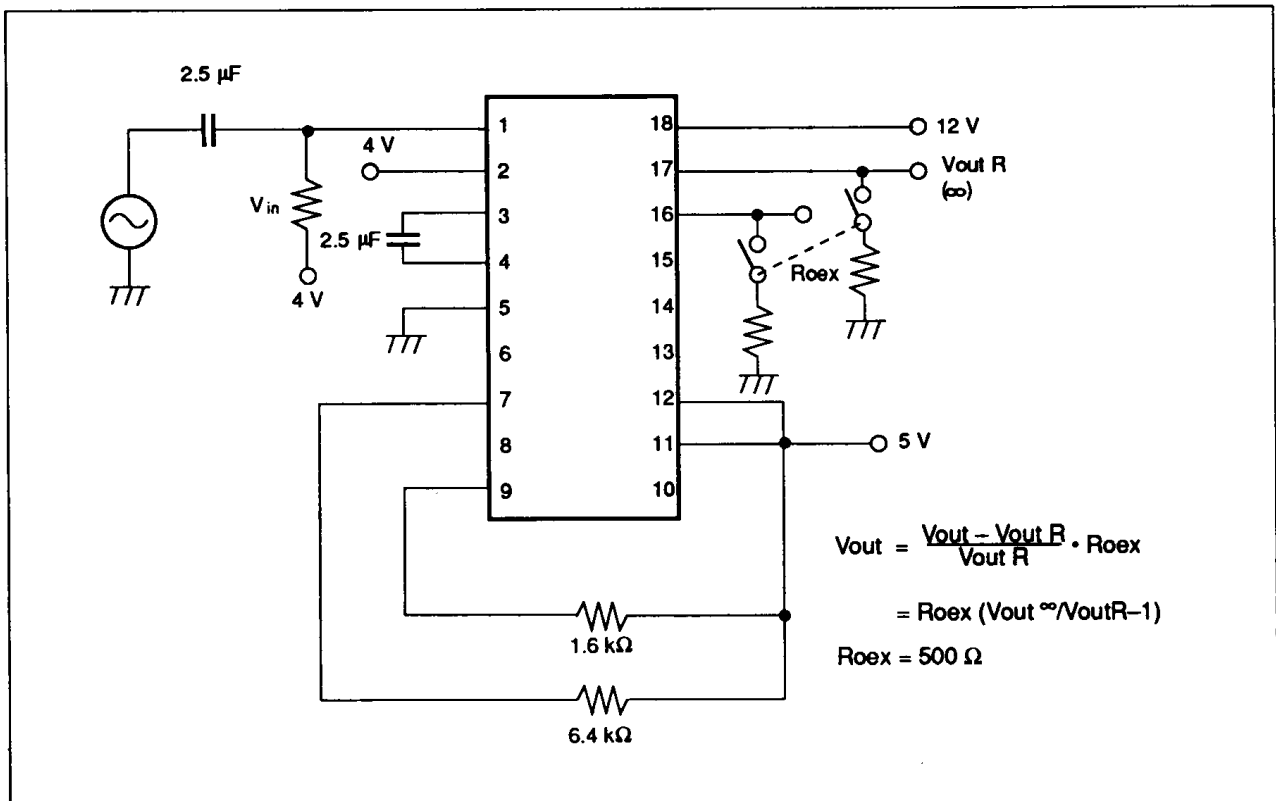 2.5 µF
4 V
Vin
4 V
2.5 µF
1
2
3
4
5
6
7
8
9
18
17
16
15
14
13
12
11
10
12 V
Vout R
(∞)
Roex
5 V
1.6 kΩ
6.4 kΩ
Vout = Vout – Vout R / Vout R • Roex
= Roex (Vout ∞/VoutR–1)
Roex = 500 Ω